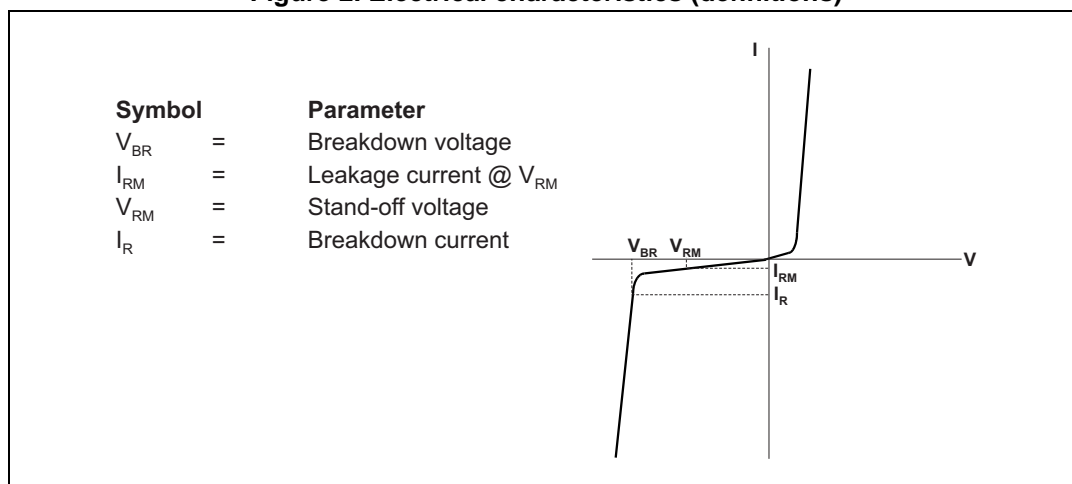 Figure 2. Electrical characteristics (definitions)
Symbol Parameter
V_BR = Breakdown voltage
I_RM = Leakage current @ V_RM
V_RM = Stand-off voltage
I_R = Breakdown current
I
V_BR V_RM
V
I_RM
I_R